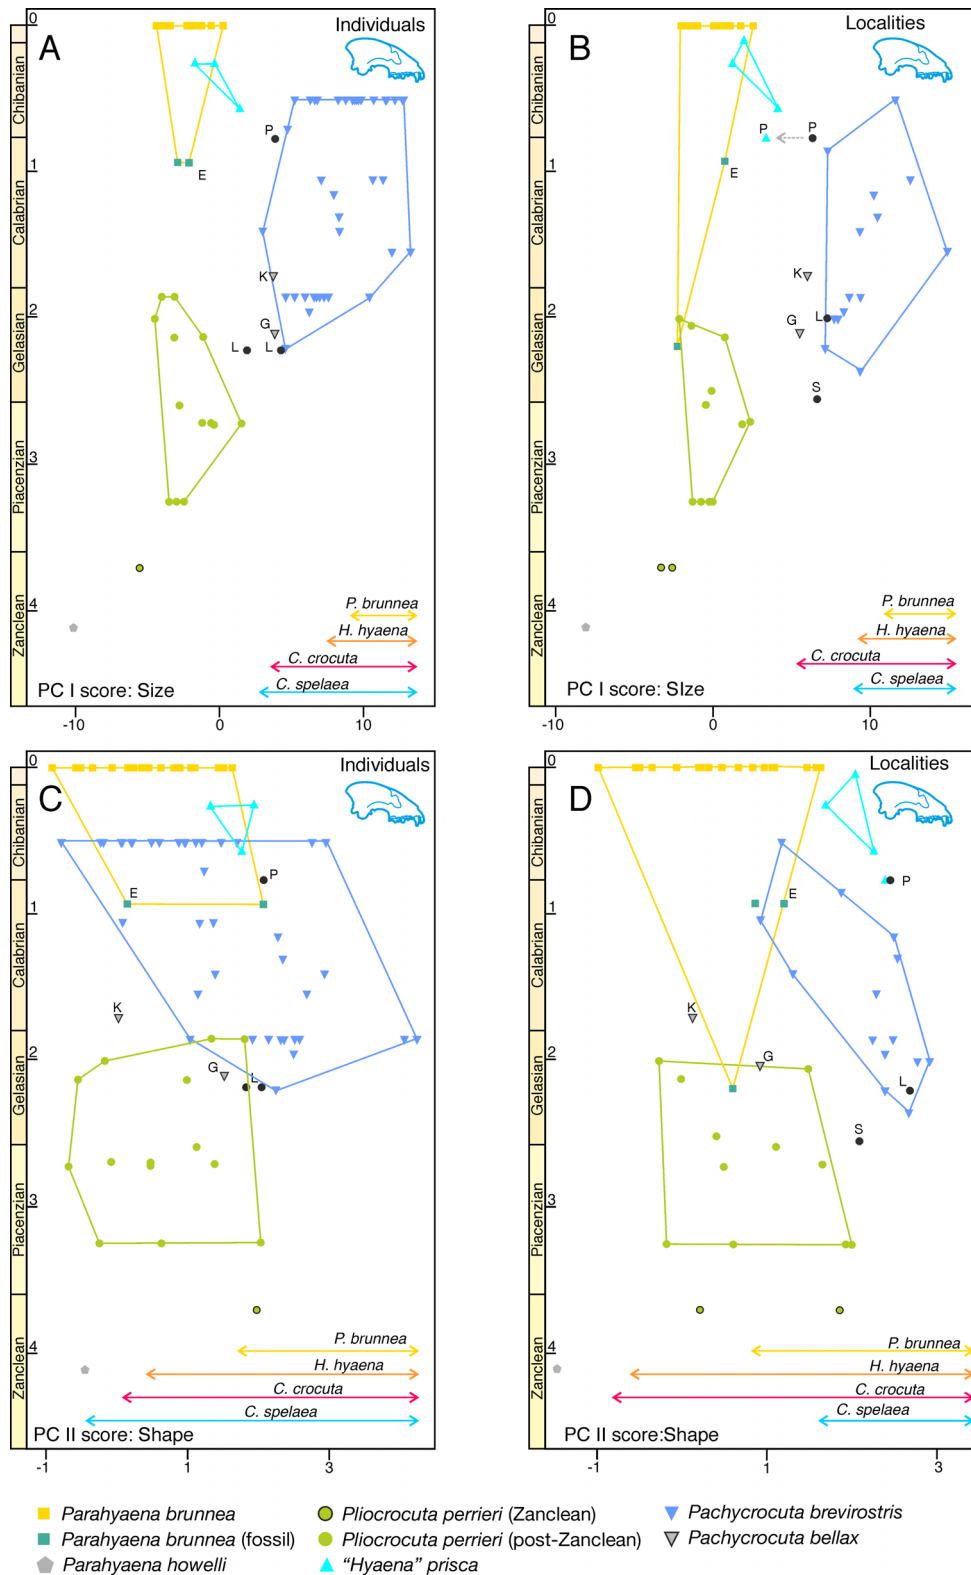 A
Individuals
0
Chibanian
1
Calabrian
2
Gelasian
3
Piacenzian
4
Zanclean
P
E
K
G
L
L
P. brunnea
H. hyaena
C. crocuta
C. spelaea
PC I score: Size
-10
0
10
B
Localities
0
Chibanian
1
Calabrian
2
Gelasian
3
Piacenzian
4
Zanclean
P
P
E
K
L
G
S
P. brunnea
H. hyaena
C. crocuta
C. spelaea
PC I score: SIze
-10
0
10
C
Individuals
0
Chibanian
1
Calabrian
2
Gelasian
3
Piacenzian
4
Zanclean
P
E
K
G
L
P. brunnea
H. hyaena
C. crocuta
C. spelaea
PC II score: Shape
-1
1
3
D
Localities
0
Chibanian
1
Calabrian
2
Gelasian
3
Piacenzian
4
Zanclean
P
E
K
G
L
S
P. brunnea
H. hyaena
C. crocuta
C. spelaea
PC II score:Shape
-1
1
3
Parahyaena brunnea
Parahyaena brunnea (fossil)
Parahyaena howelli
Pliocrocuta perrieri (Zanclean)
Pliocrocuta perrieri (post-Zanclean)
“Hyaena” prisca
Pachycrocuta brevirostris
Pachycrocuta bellax